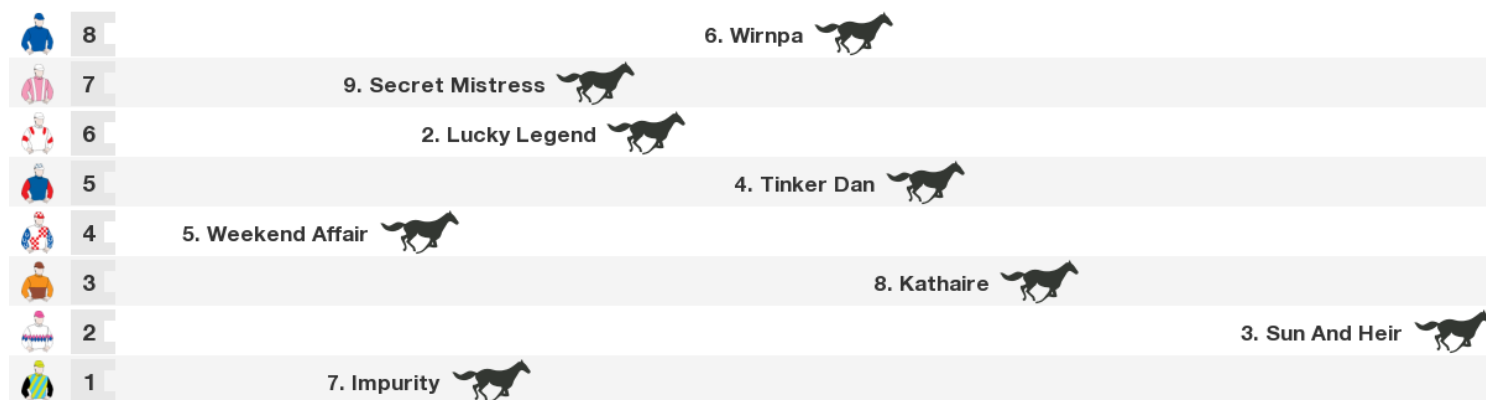 8 6. Wirnpa
7 9. Secret Mistress
6 2. Lucky Legend
5 4. Tinker Dan
4 5. Weekend Affair
3 8. Kathaire
2 3. Sun And Heir
1 7. Impurity